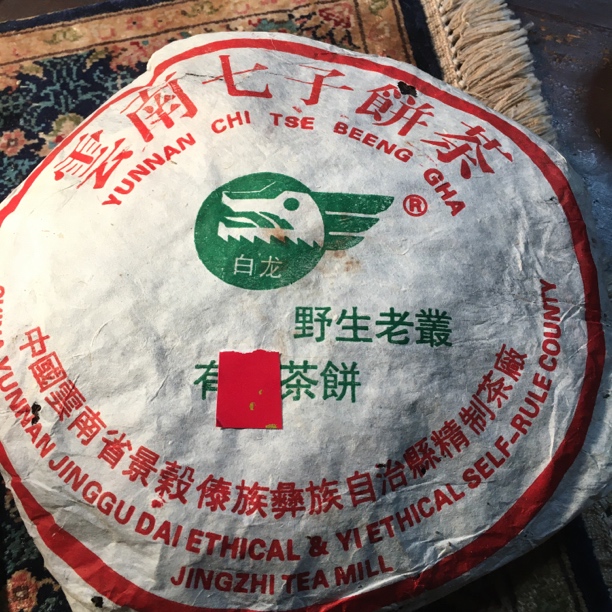 雲南七子餅茶
YUNNAN CHI TSE BEENG GHA
®
白龙
野生老叢
有 茶餅
中國雲南省景穀傣族彝族自治縣精制茶廠
YUNNAN JINGGU DAI ETHICAL & YI ETHICAL SELF-RULE COUNTY
JINGZHI TEA MILL